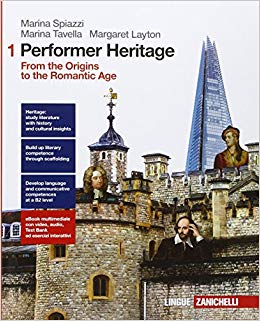 Marina Spiazzi
Marina Tavella Margaret Layton
1 Performer Heritage
From the Origins
to the Romantic Age
Heritage:
study literature
with history
and cultural insights
Build up literary
competence
through scaffolding
Develop language
and communicative
competences at
a B2 level
eBook multimediale
con video, audio,
Test Bank
ed esercizi interattivi
LINGUE ZANICHELLI